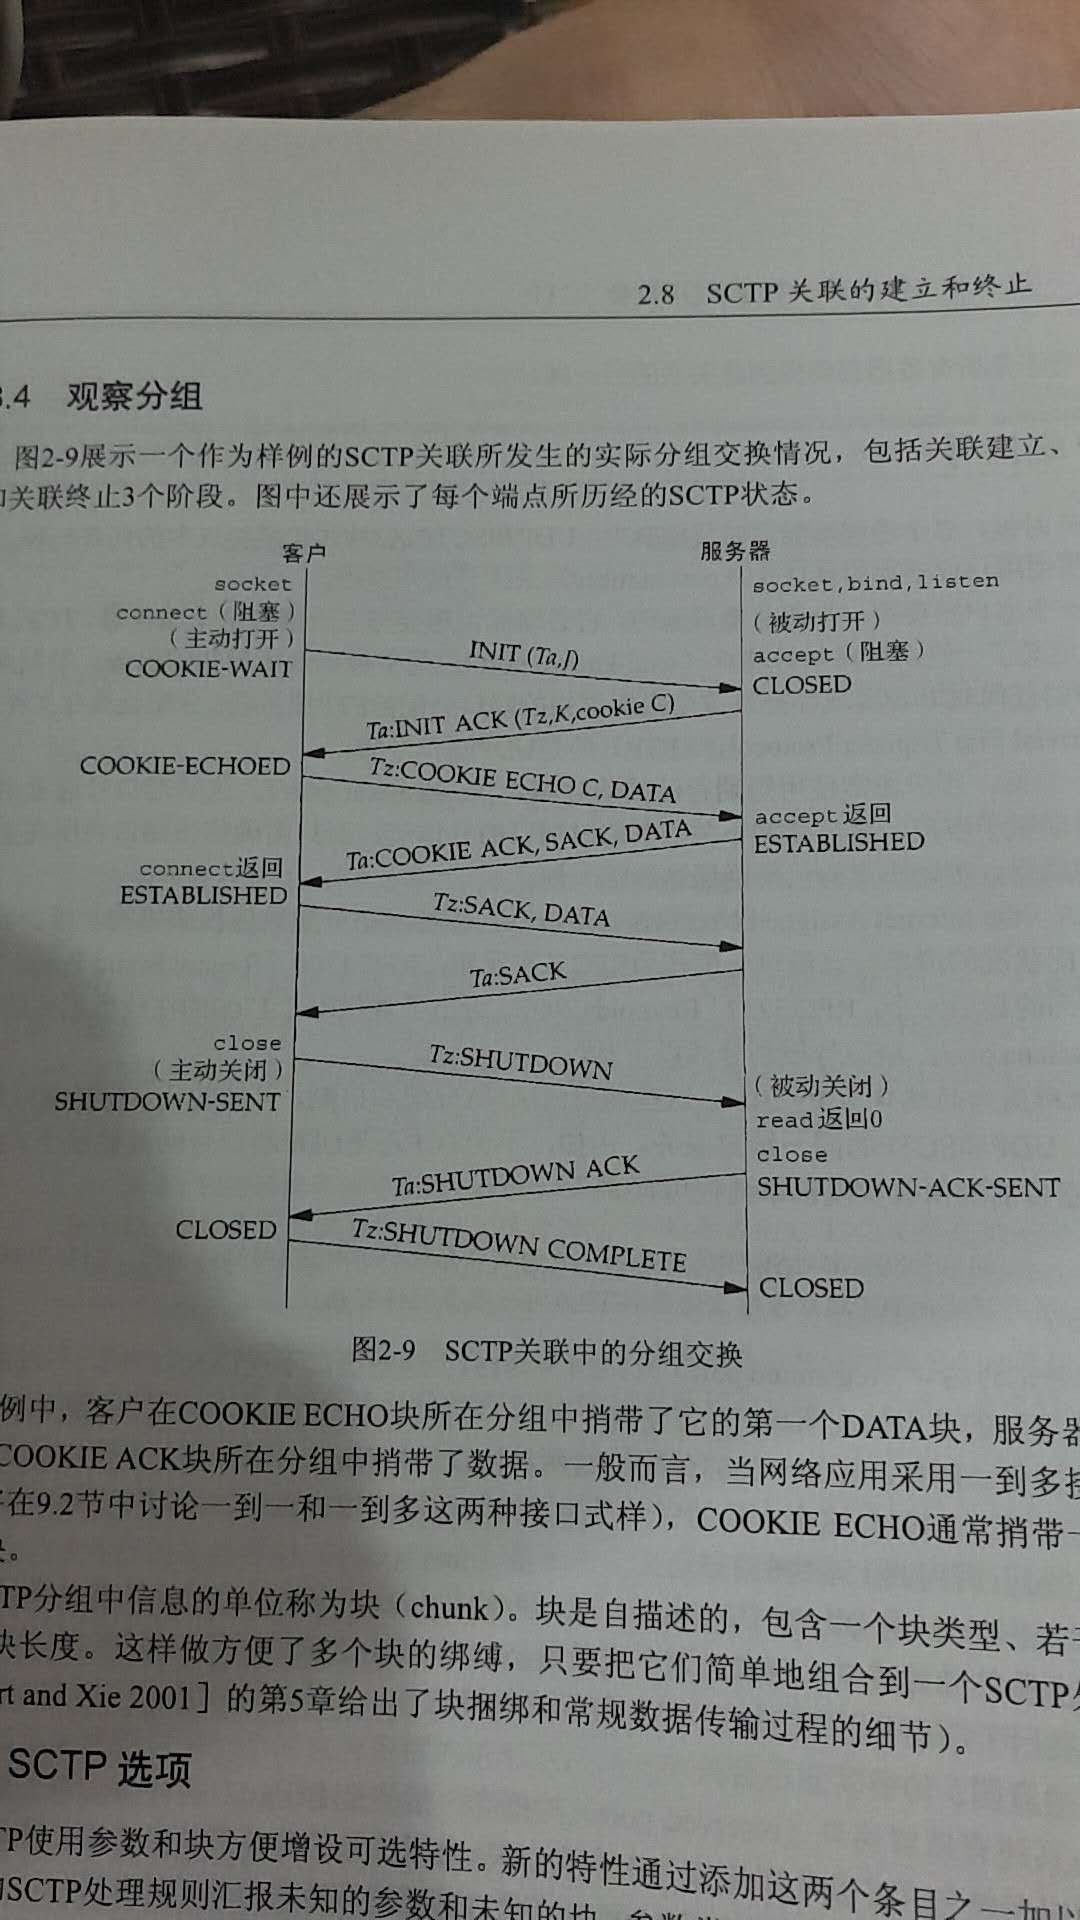 2.8 SCTP 关联的建立和终止
.4 观察分组
图2-9展示一个作为样例的SCTP关联所发生的实际分组交换情况，包括关联建立、
关联终止3个阶段。图中还展示了每个端点所历经的SCTP状态。
客户
服务器
socket
socket,bind,listen
connect（阻塞）
（被动打开）
（主动打开）
INIT (Ta,J)
accept（阻塞）
COOKIE-WAIT
CLOSED
Ta:INIT ACK (Tz,K,cookie C)
COOKIE-ECHOED
Tz:COOKIE ECHO C, DATA
accept返回
Ta:COOKIE ACK, SACK, DATA
ESTABLISHED
connect返回
ESTABLISHED
Tz:SACK, DATA
Ta:SACK
close
Tz:SHUTDOWN
（主动关闭）
（被动关闭）
SHUTDOWN-SENT
read返回0
close
Ta:SHUTDOWN ACK
SHUTDOWN-ACK-SENT
CLOSED
Tz:SHUTDOWN COMPLETE
CLOSED
图2-9 SCTP关联中的分组交换
例中，客户在COOKIE ECHO块所在分组中捎带了它的第一个DATA块，服务器
COOKIE ACK块所在分组中捎带了数据。一般而言，当网络应用采用一到多接
在9.2节中讨论一到一和一到多这两种接口式样），COOKIE ECHO通常捎带一
。
TP分组中信息的单位称为块（chunk）。块是自描述的，包含一个块类型、若干
块长度。这样做方便了多个块的绑缚，只要把它们简单地组合到一个SCTP
rt and Xie 2001］的第5章给出了块捆绑和常规数据传输过程的细节）。
SCTP 选项
TP使用参数和块方便增设可选特性。新的特性通过添加这两个条目之一加以
SCTP处理规则汇报未知的参数和未知的块。